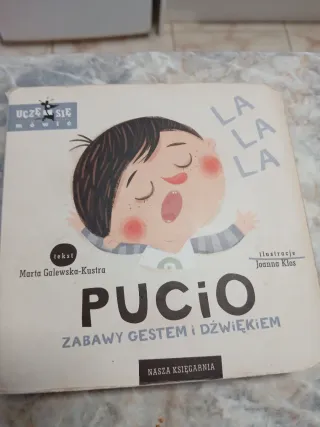 UCZĘ SIĘ
mówić
LA
LA
LA
tekst
Marta Galewska-Kustra
ilustracje
Joanna Kłos
PUCiO
ZABAWY GESTEM i DŹWIĘKIEM
NASZA KSIĘGARNIA